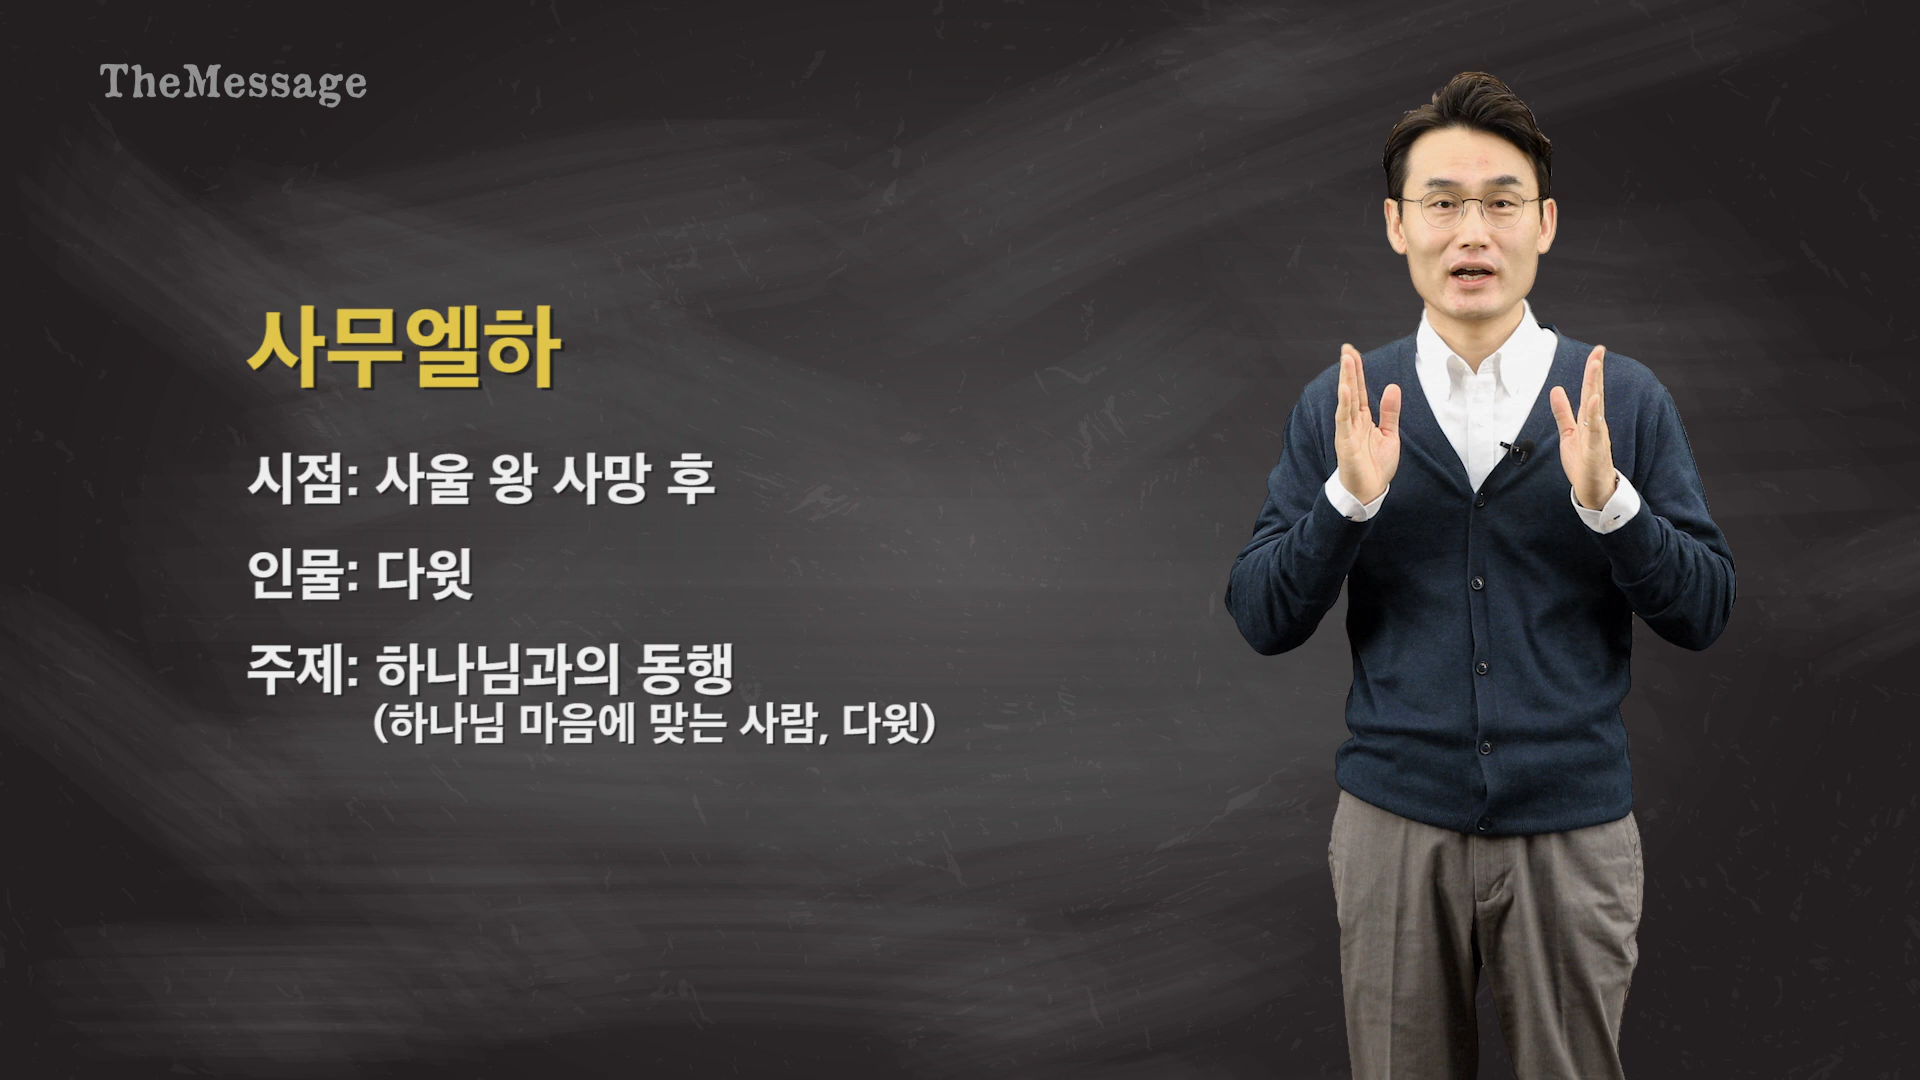 TheMessage
사무엘하
시점: 사울 왕 사망 후
인물: 다윗
주제: 하나님과의 동행
(하나님 마음에 맞는 사람, 다윗)